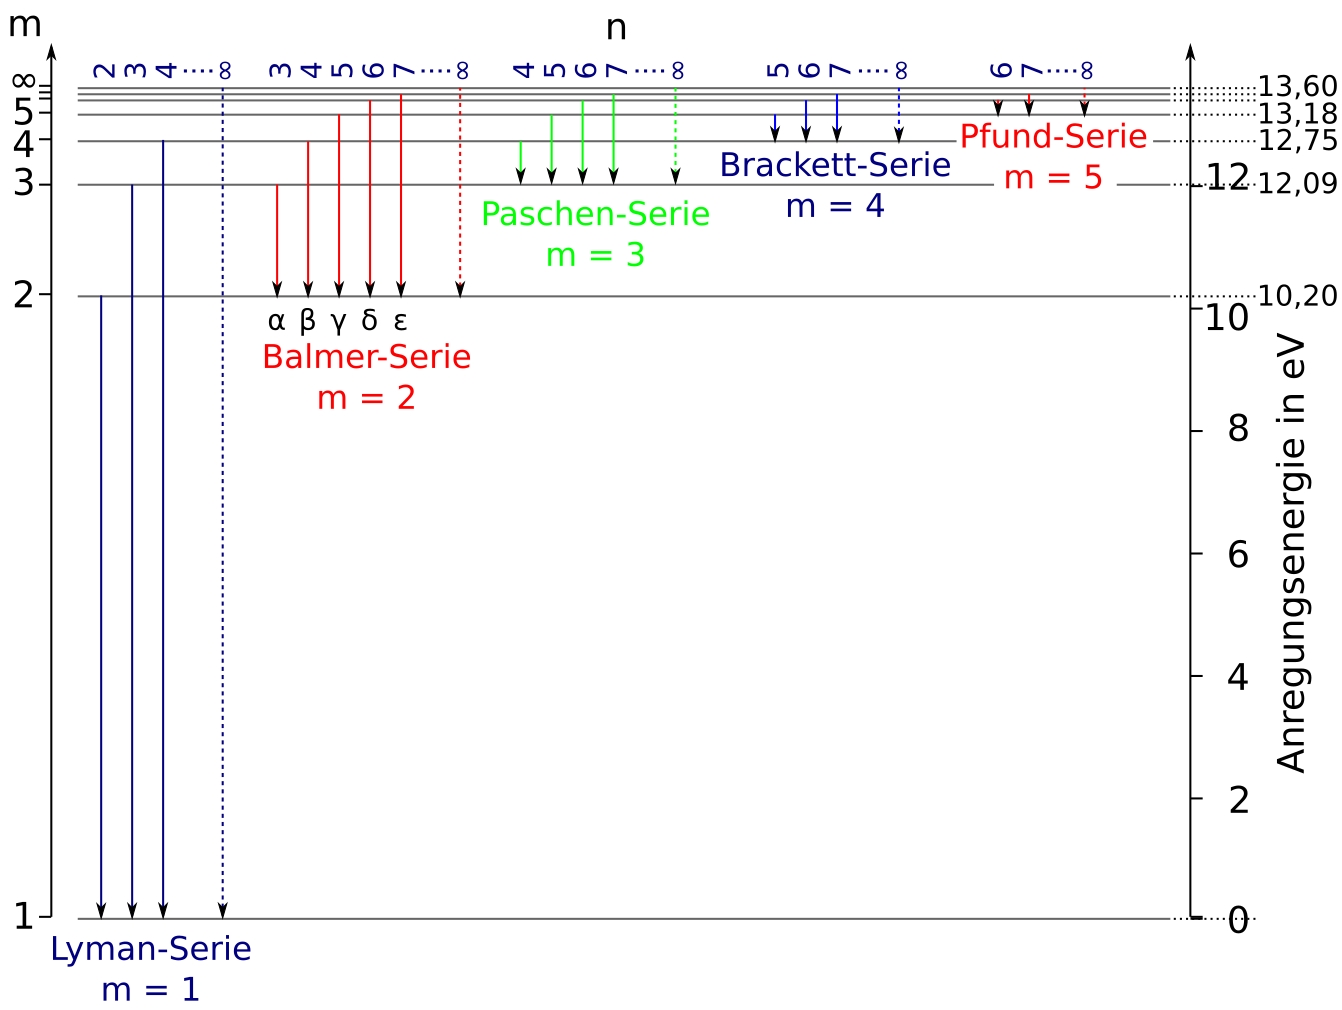 m
n
2 3 4 ····· ∞
3 4 5 6 7 ····· ∞
4 5 6 7 ····· ∞
5 6 7 ····· ∞
6 7 ····· ∞
∞
5
4
3
2
1
13,60
13,18
12,75
12,09
10,20
12
10
8
6
4
2
0
Anregungsenergie in eV
Pfund-Serie
m = 5
Brackett-Serie
m = 4
Paschen-Serie
m = 3
α β γ δ ε
Balmer-Serie
m = 2
Lyman-Serie
m = 1